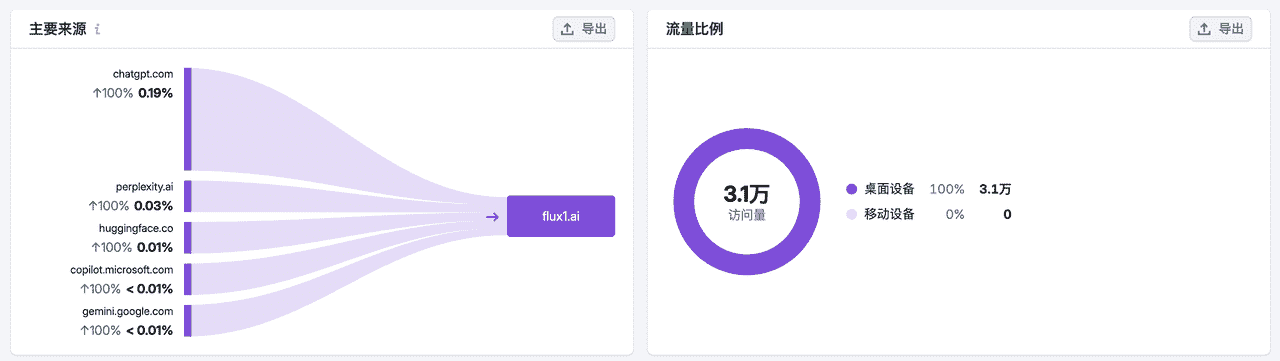 主要来源 i
导出
chatgpt.com
↑100% 0.19%
perplexity.ai
↑100% 0.03%
huggingface.co
↑100% 0.01%
copilot.microsoft.com
↑100% < 0.01%
gemini.google.com
↑100% < 0.01%
→ flux1.ai
流量比例
导出
3.1万
访问量
桌面设备 100% 3.1万
移动设备 0% 0